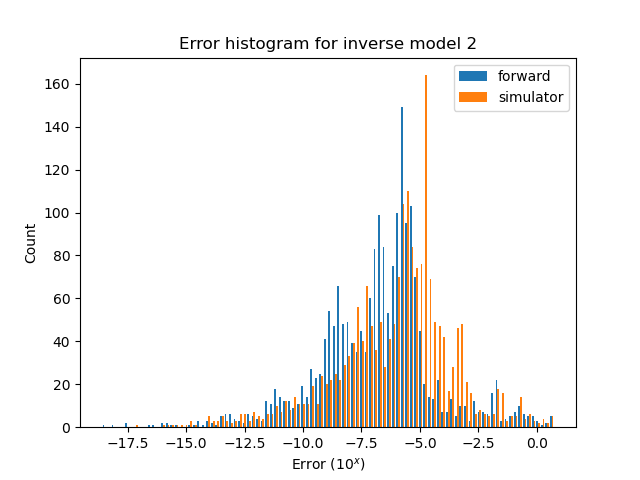 Error histogram for inverse model 2
forward
simulator
160
140
120
100
80
60
40
20
0
Count
−17.5 −15.0 −12.5 −10.0 −7.5 −5.0 −2.5 0.0
Error (10ˣ)